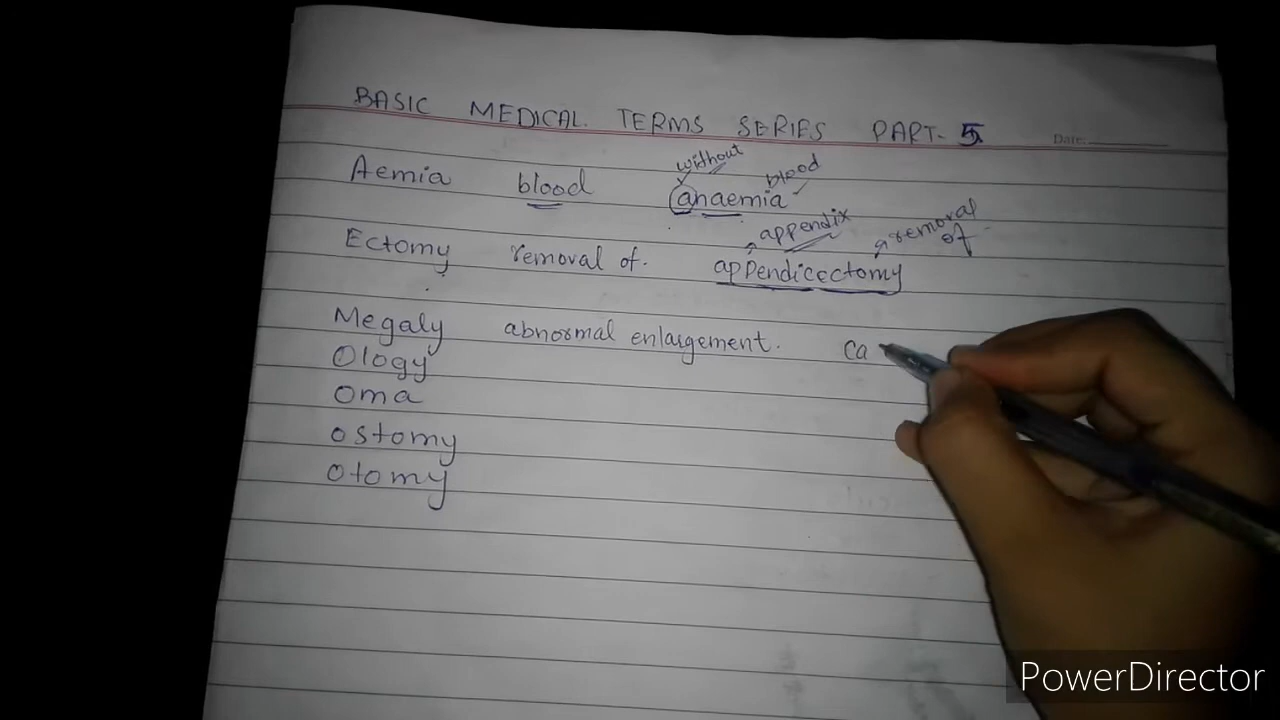 BASIC MEDICAL TERMS SERIES PART-5
Date:
without blood
Aemia blood anaemia
appendix removal of
Ectomy removal of. appendicectomy
Megaly abnormal enlargement. Ca
Ology
Oma
ostomy
Otomy
PowerDirector